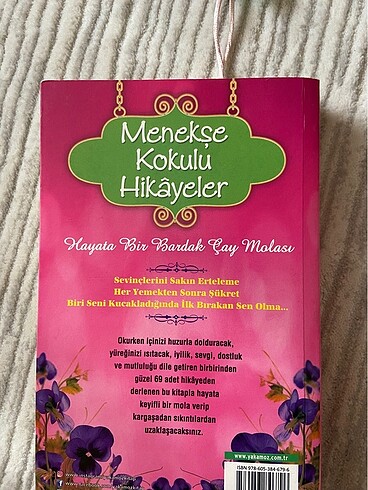 Menekşe
Kokulu
Hikâyeler
Hayata Bir Bardak Çay Molası
Sevinçlerini Sakın Erteleme
Her Yemekten Sonra Şükret
Biri Seni Kucakladığında İlk Bırakan Sen Olma...
Okurken içinizi huzurla dolduracak,
yüreğinizi ısıtacak, iyilik, sevgi, dostluk
ve mutluluğu dile getiren birbirinden
güzel 69 adet hikâyeden
derlenen bu kitapla hayata
keyifli bir mola verip
kargaşadan sıkıntılardan
uzaklaşacaksınız.
www.yakamoz.com.tr
ISBN 978-605-384-679-6